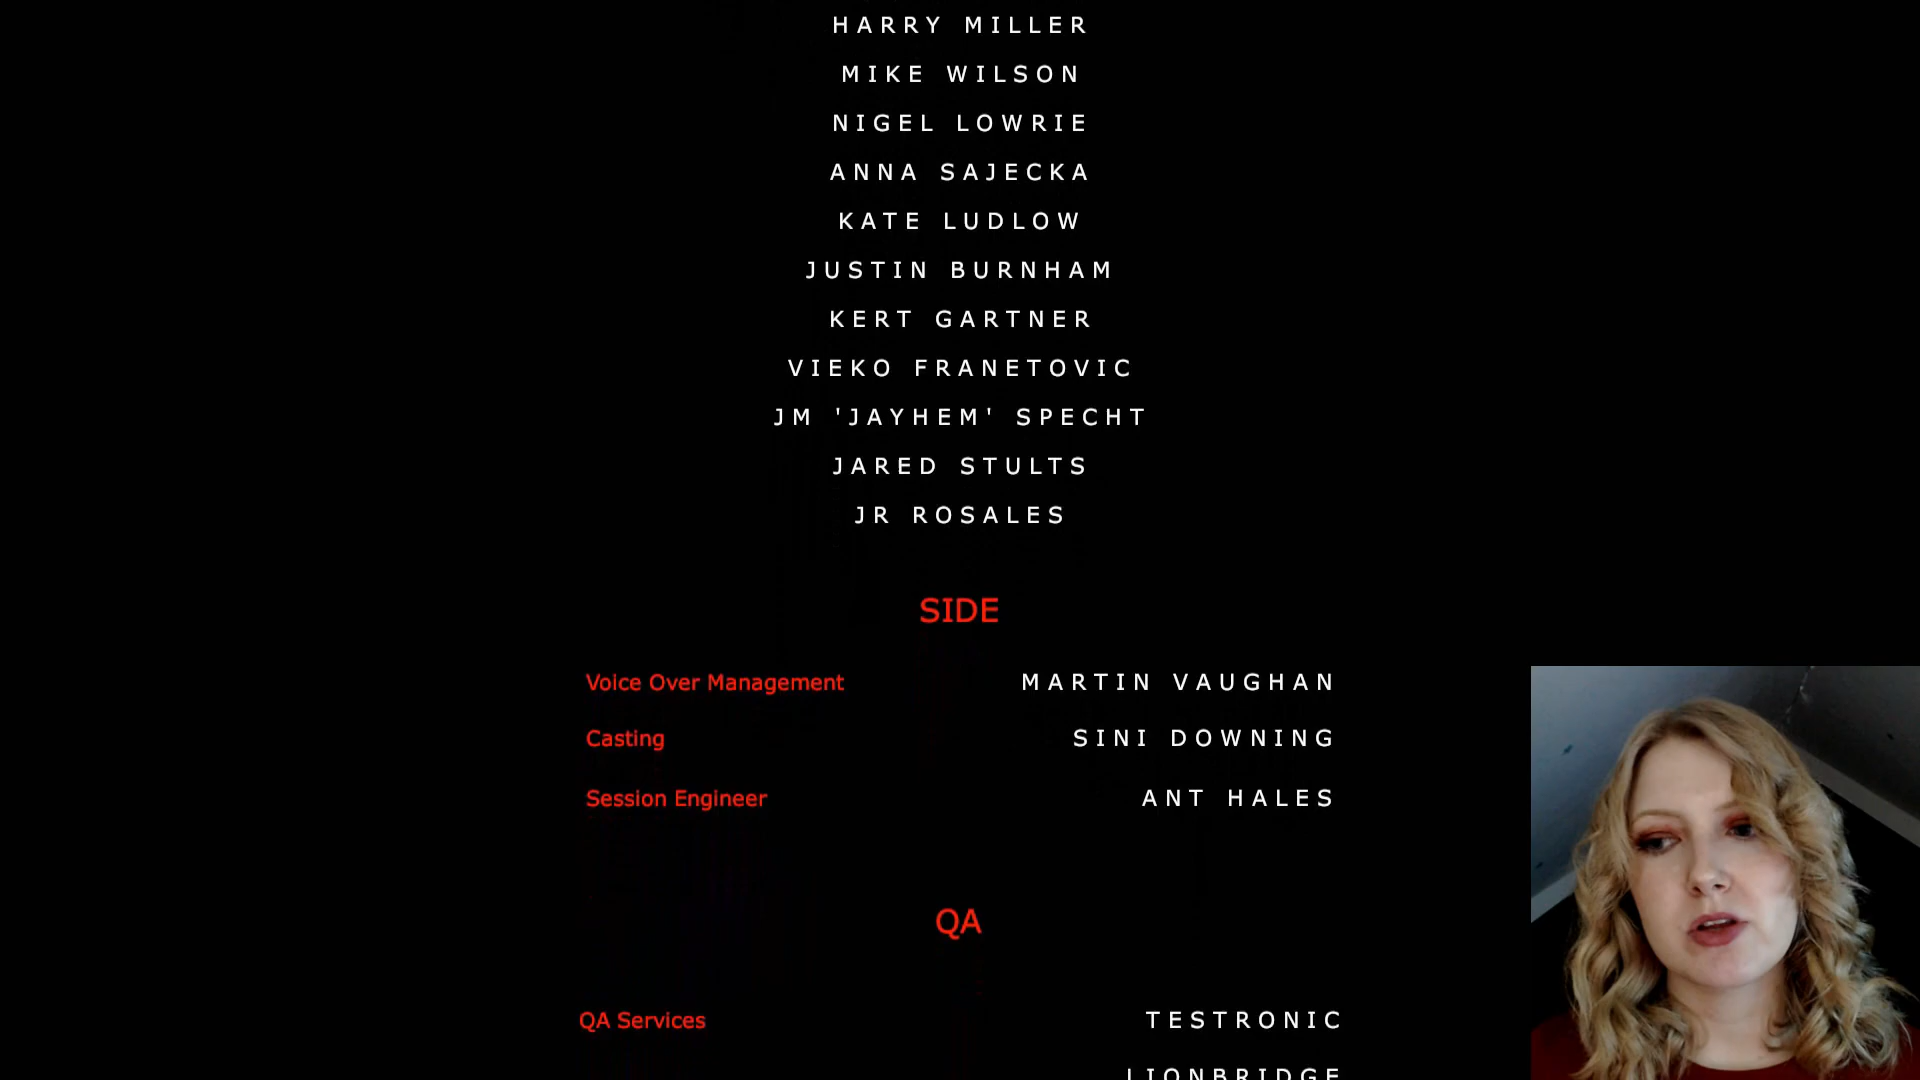 HARRY MILLER
MIKE WILSON
NIGEL LOWRIE
ANNA SAJECKA
KATE LUDLOW
JUSTIN BURNHAM
KERT GARTNER
VIEKO FRANETOVIC
JM 'JAYHEM' SPECHT
JARED STULTS
JR ROSALES
SIDE
Voice Over Management MARTIN VAUGHAN
Casting SINI DOWNING
Session Engineer ANT HALES
QA
QA Services TESTRONIC
LIONBRIDGE